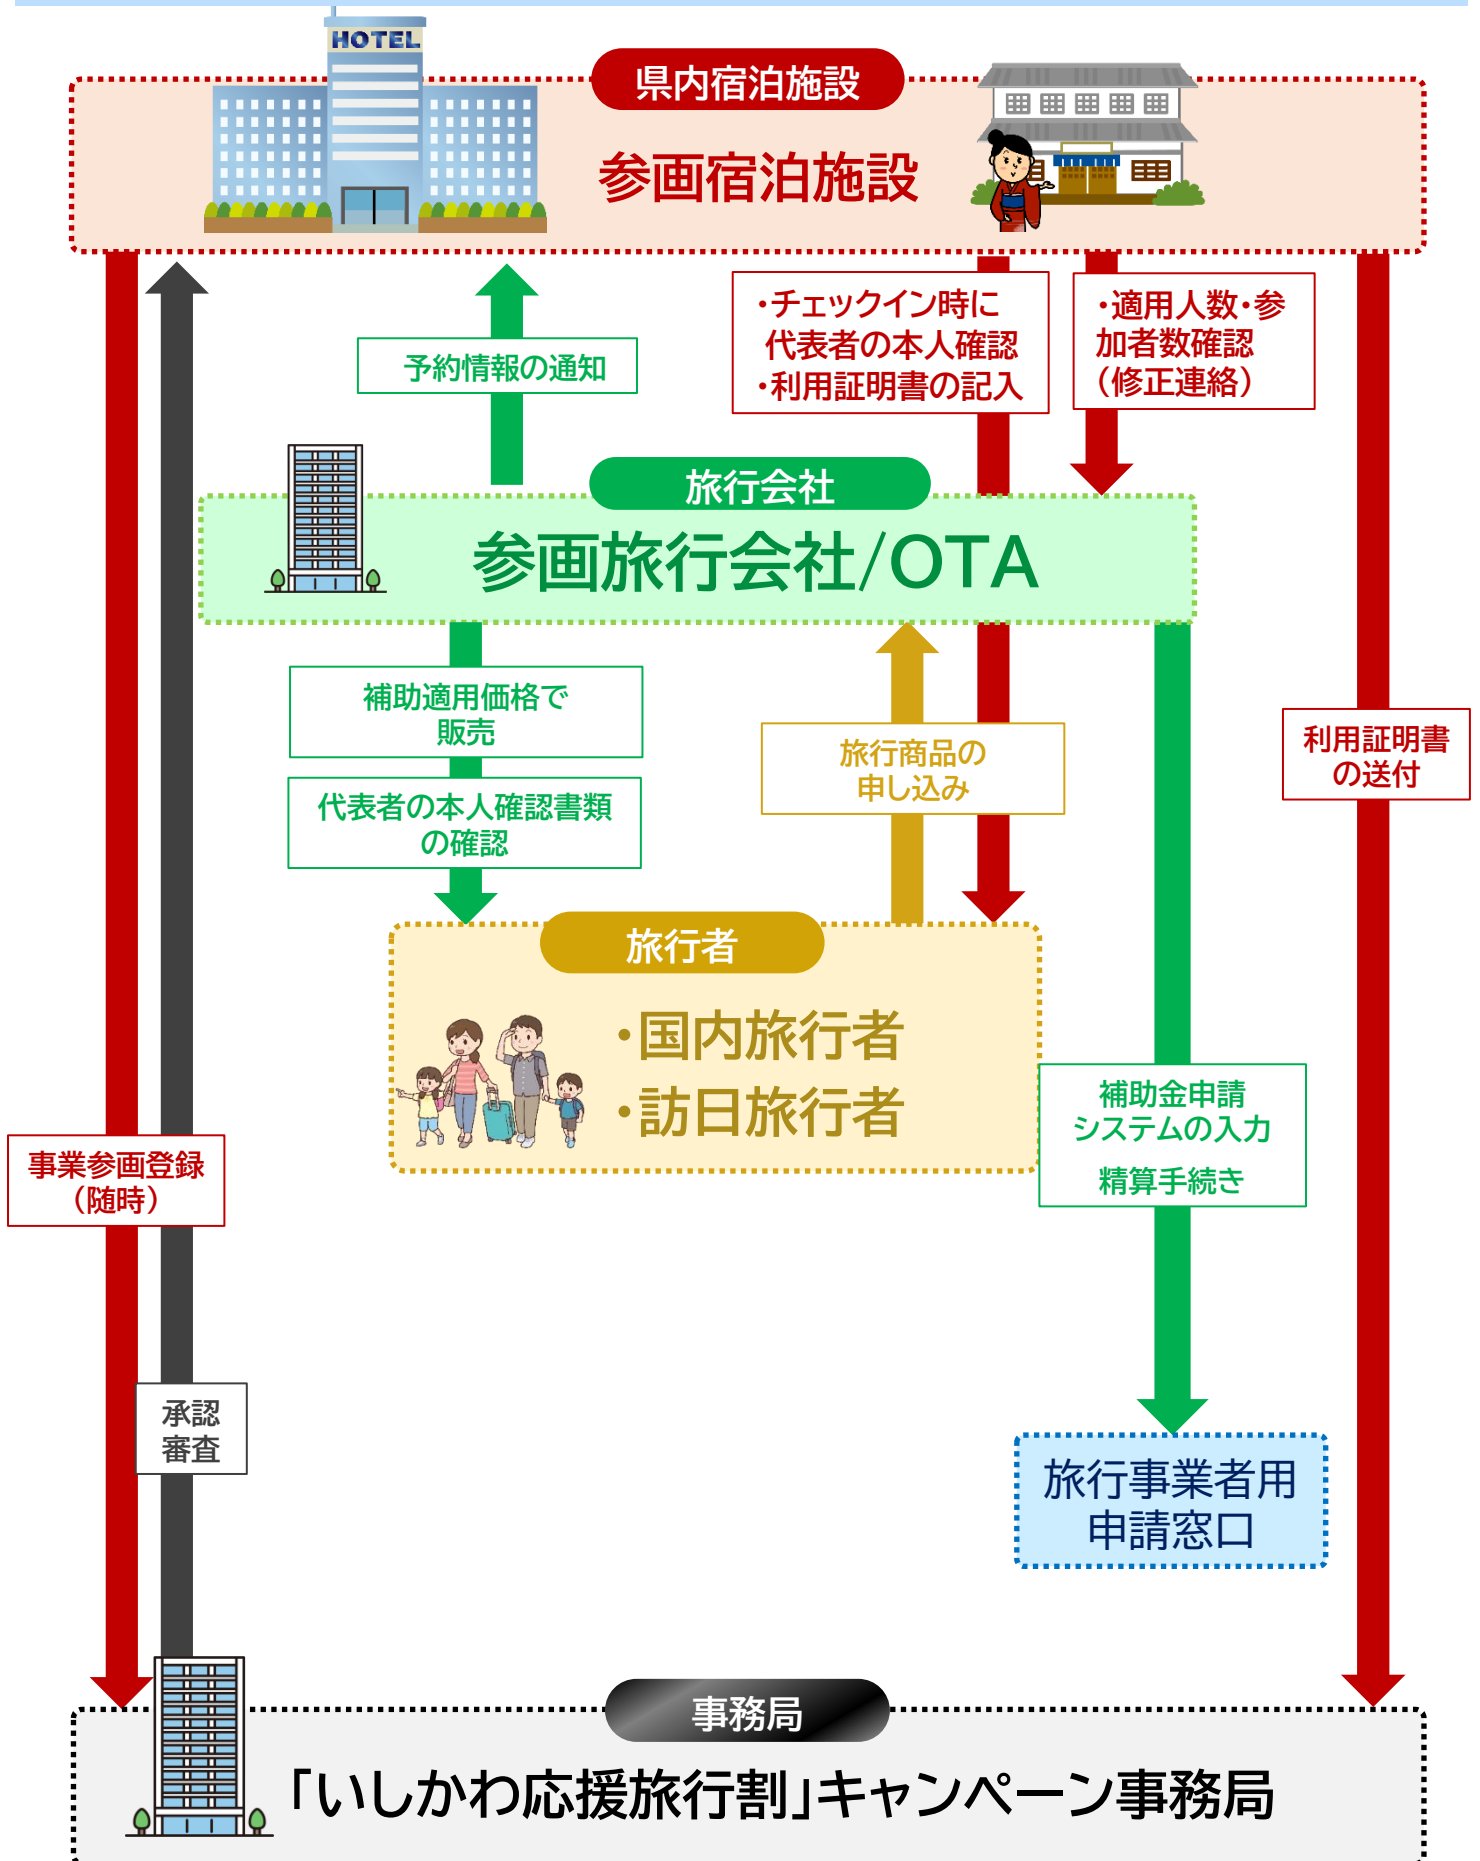 HOTEL
県内宿泊施設
参画宿泊施設
・チェックイン時に
代表者の本人確認
・利用証明書の記入
・適用人数・参
加者数確認
（修正連絡）
予約情報の通知
旅行会社
参画旅行会社/OTA
補助適用価格で
販売
代表者の本人確認書類
の確認
旅行商品の
申し込み
利用証明書
の送付
旅行者
・国内旅行者
・訪日旅行者
補助金申請
システムの入力
精算手続き
事業参画登録
（随時）
承認
審査
旅行事業者用
申請窓口
事務局
「いしかわ応援旅行割」キャンペーン事務局